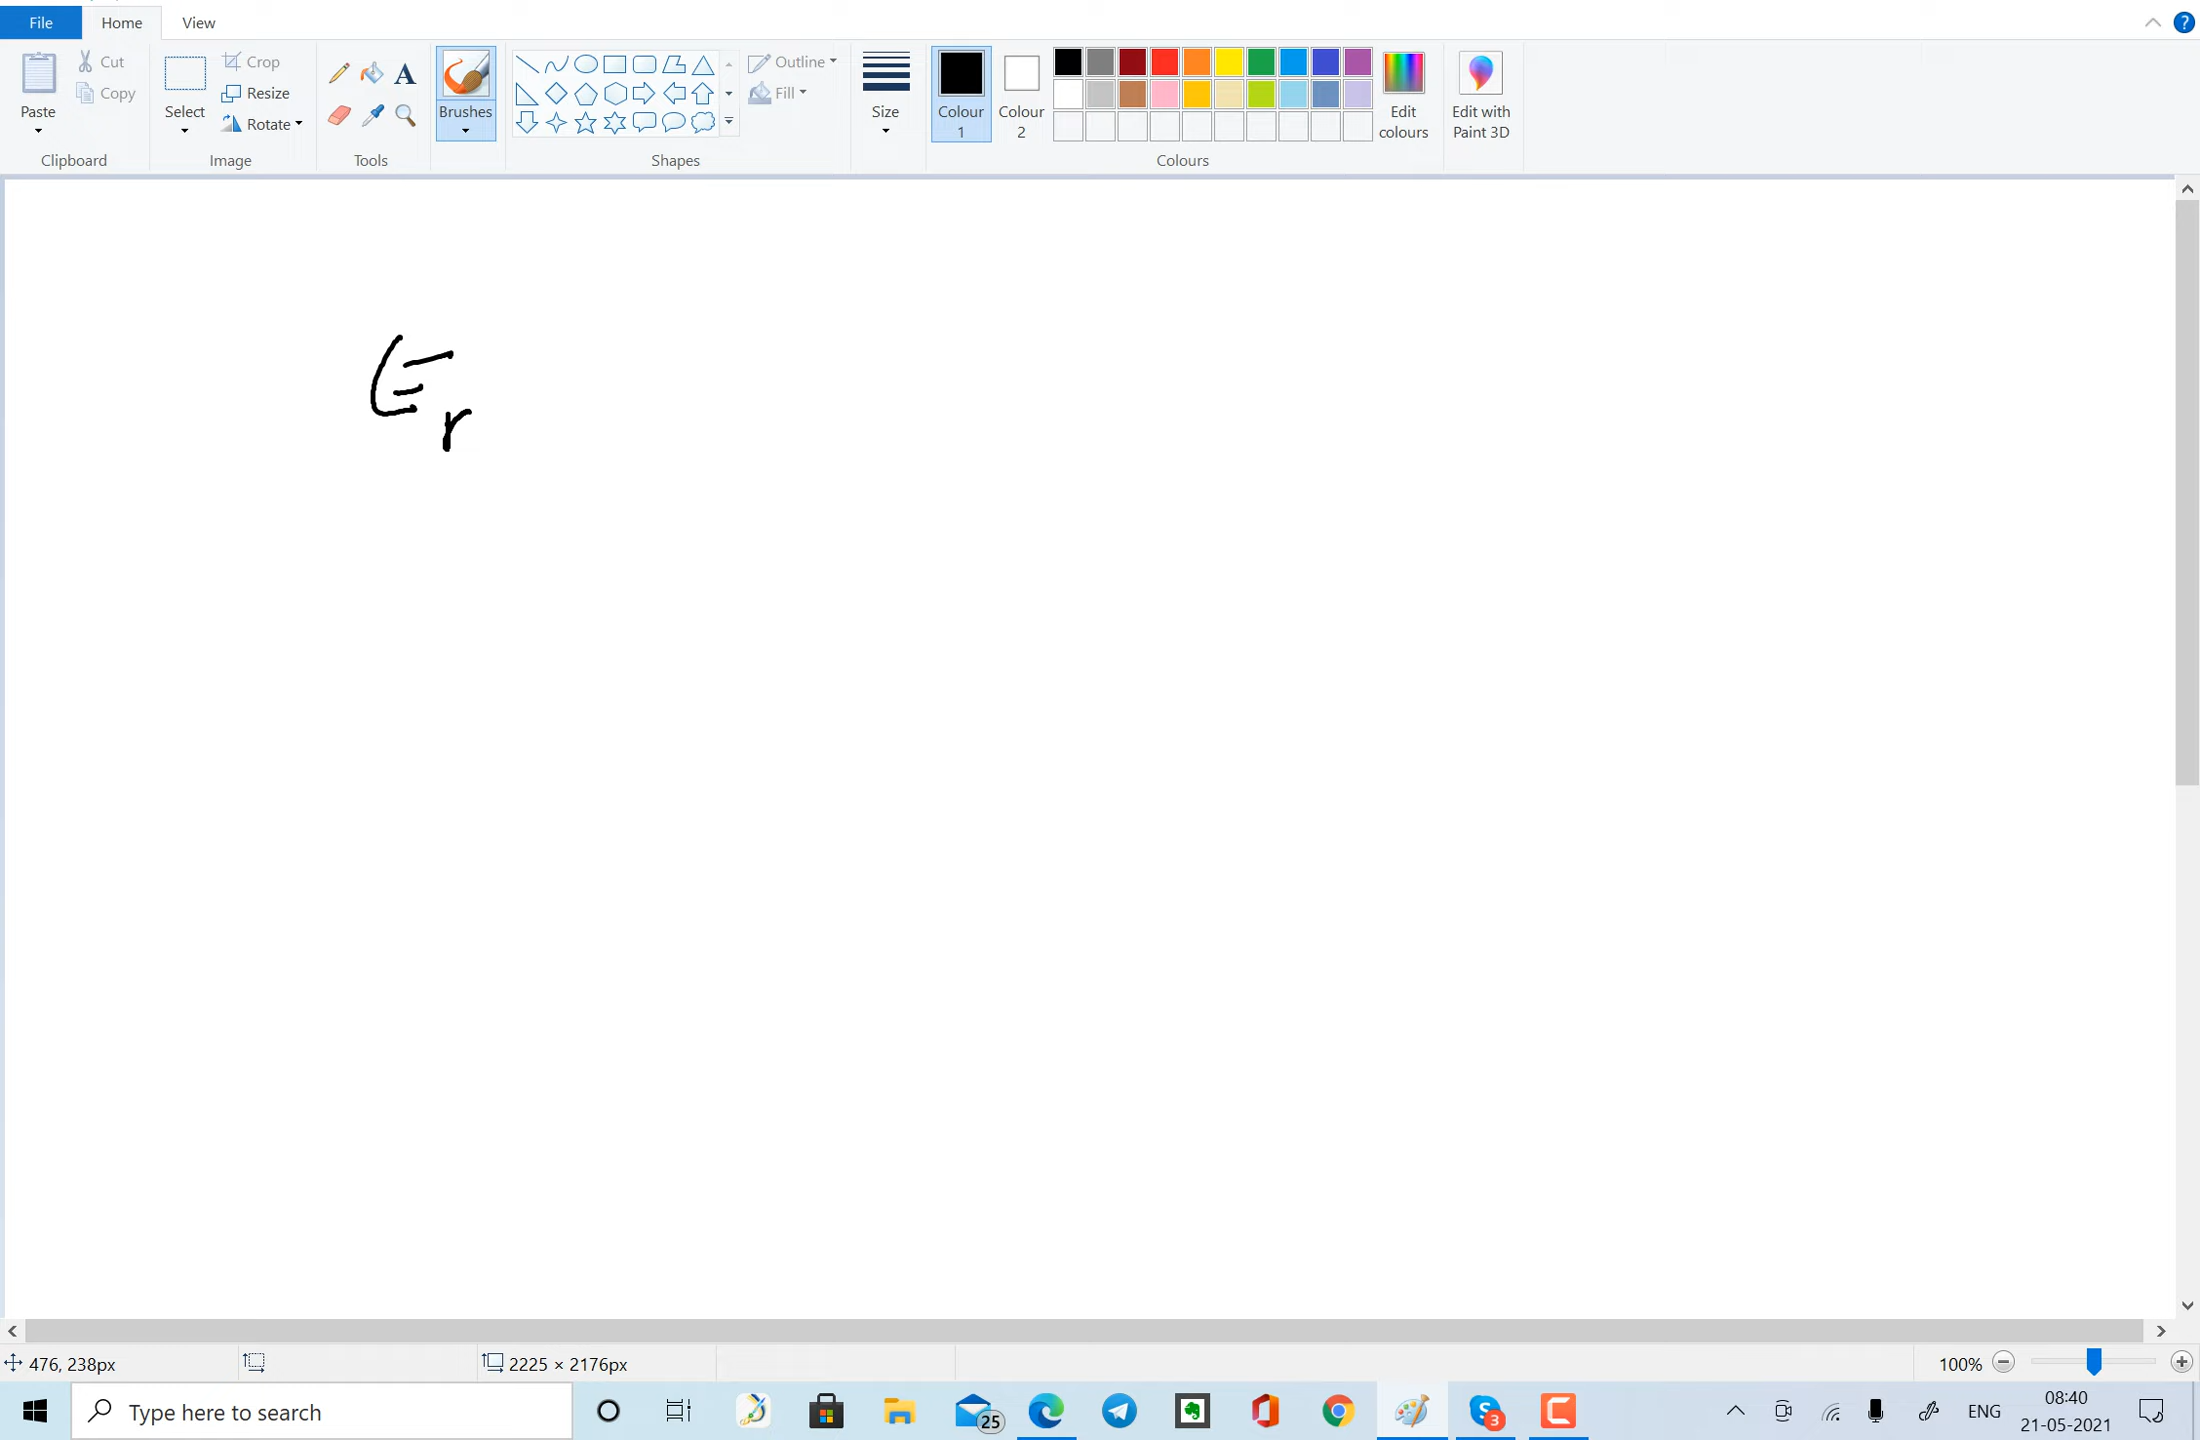 File Home View
Paste Cut Copy Select Crop Resize Rotate A Brushes Outline Fill Size Colour 1 Colour 2 Edit colours Edit with Paint 3D
Clipboard Image Tools Shapes Colours
E
r
476, 238px 2225 × 2176px 100%
Type here to search 25 3 ENG 08:40
21-05-2021